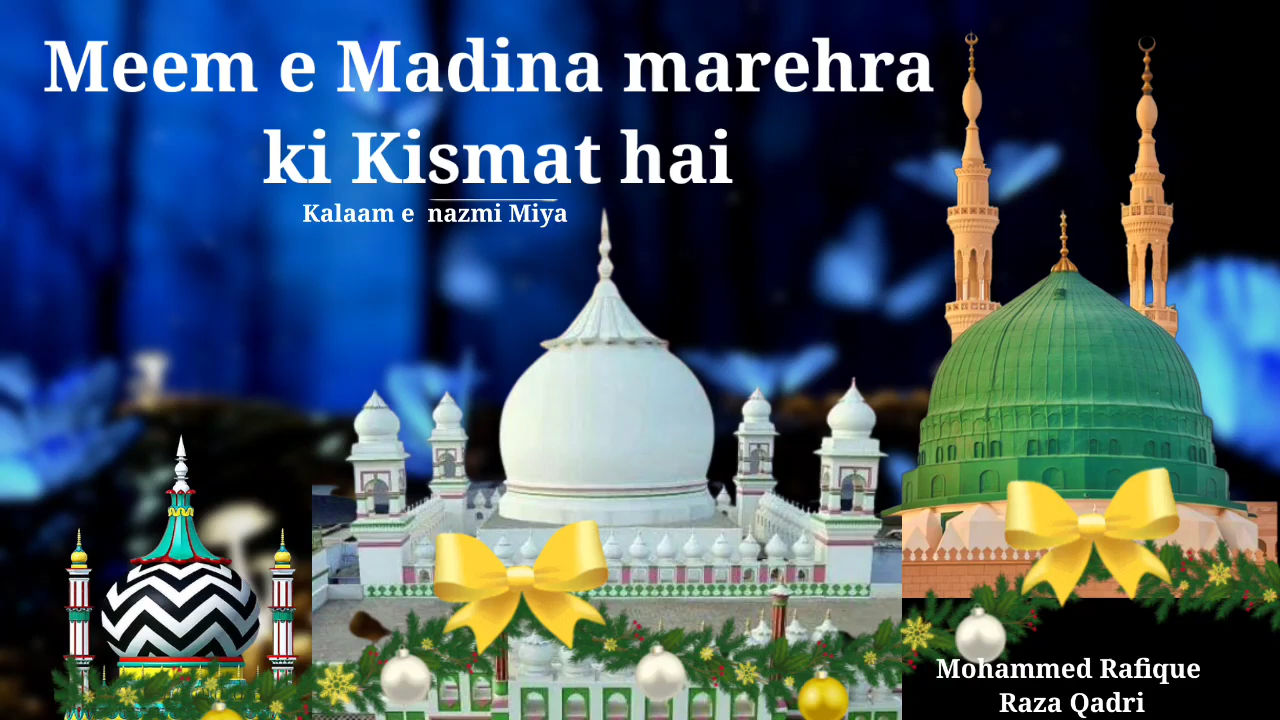 Meem e Madina marehra
ki Kismat hai
Kalaam e nazmi Miya
Mohammed Rafique
Raza Qadri